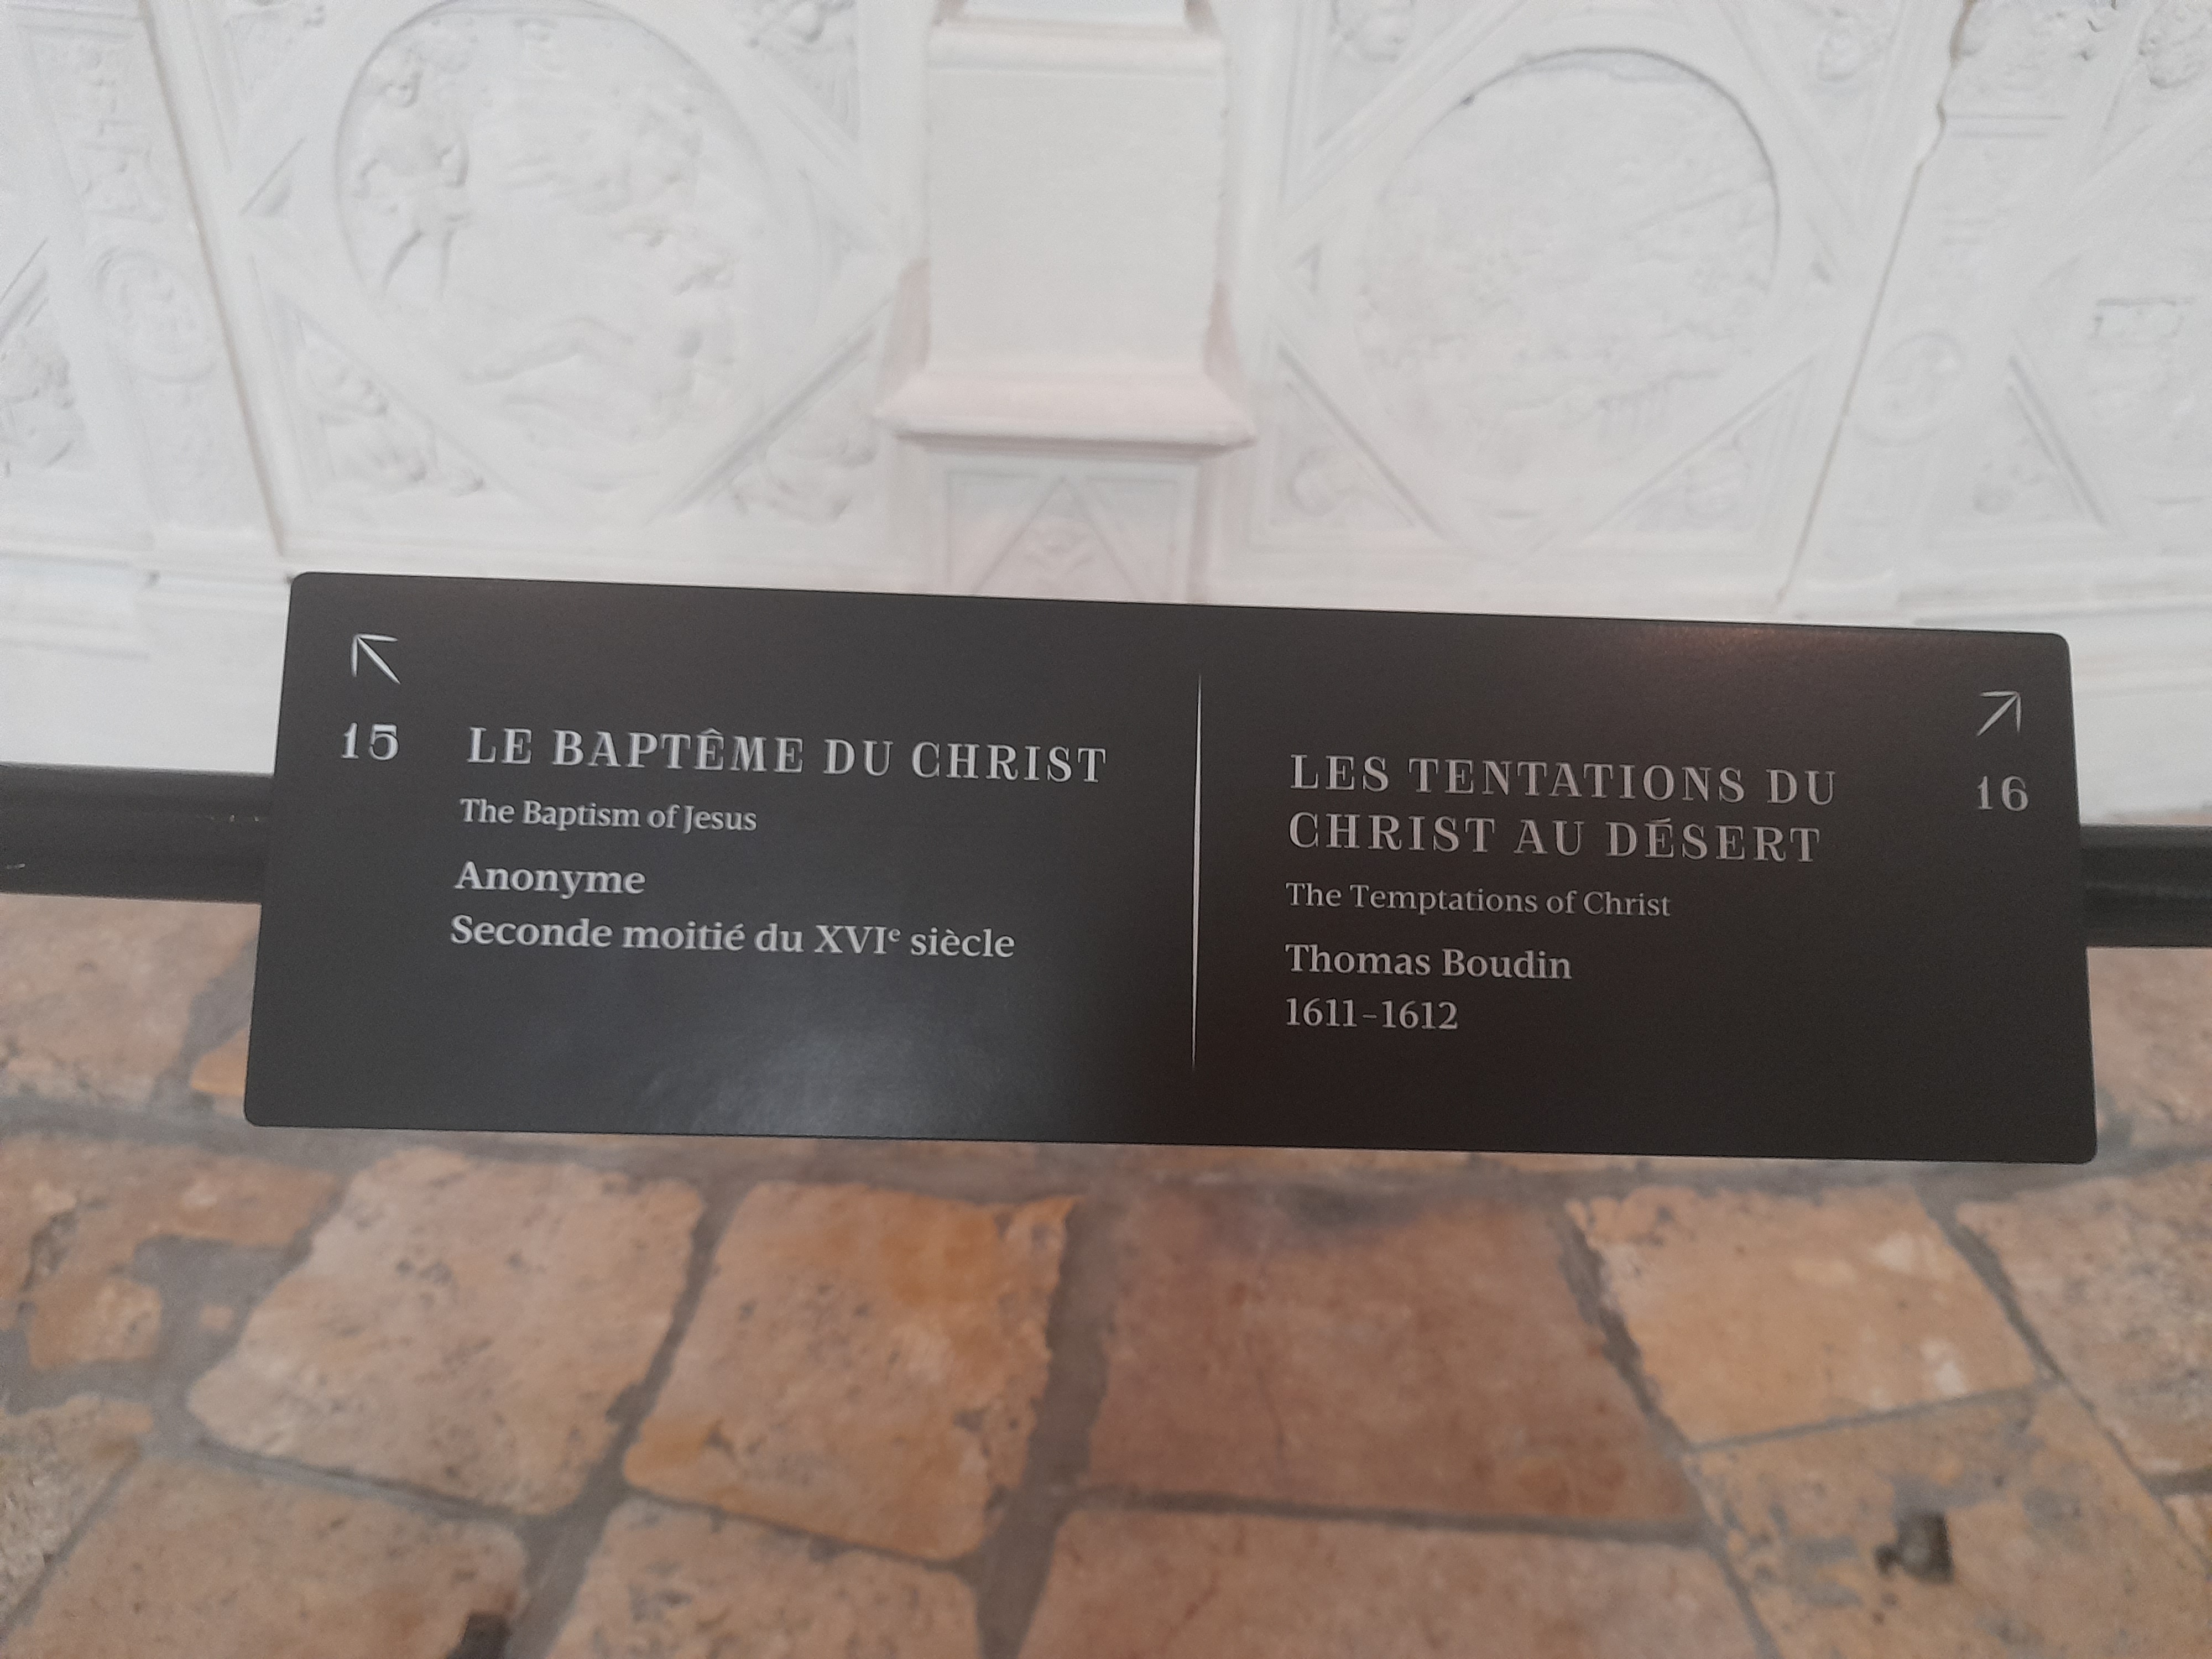 15
LE BAPTÊME DU CHRIST
The Baptism of Jesus
Anonyme
Seconde moitié du XVIe siècle
16
LES TENTATIONS DU
CHRIST AU DÉSERT
The Temptations of Christ
Thomas Boudin
1611-1612